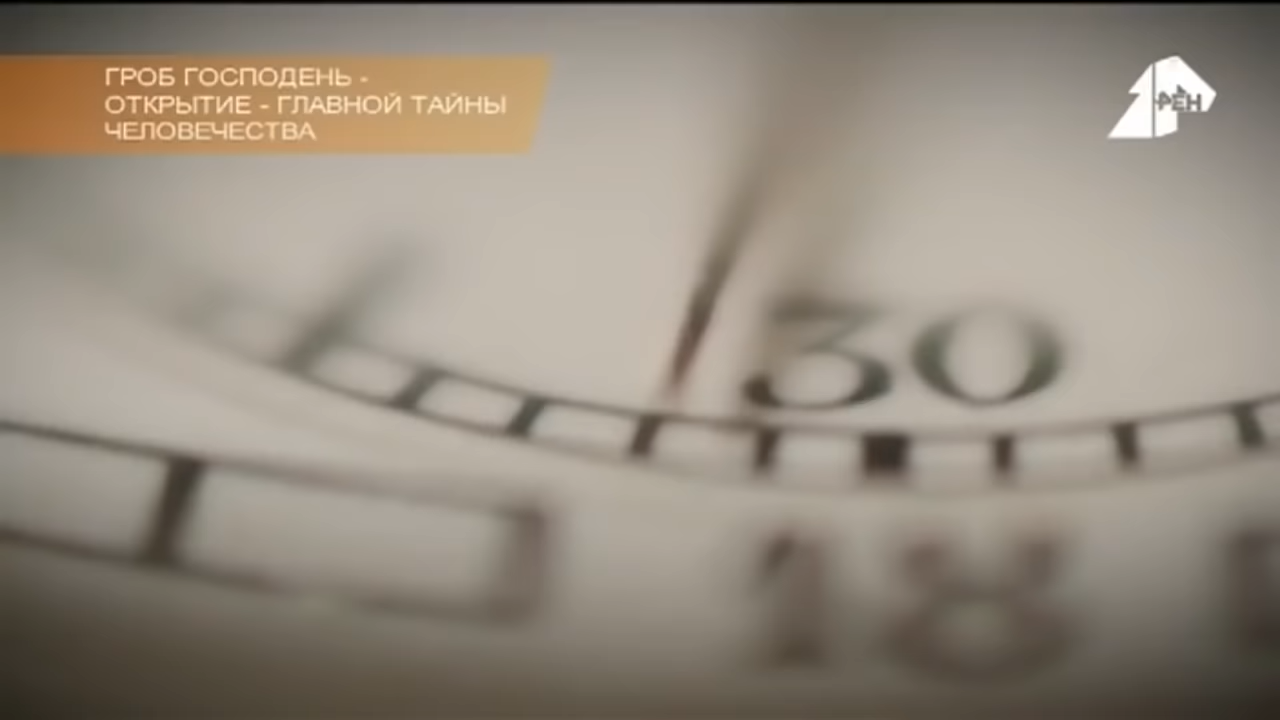 ГРОБ ГОСПОДЕНЬ -
ОТКРЫТИЕ - ГЛАВНОЙ ТАЙНЫ
ЧЕЛОВЕЧЕСТВА
РЕН
30
18